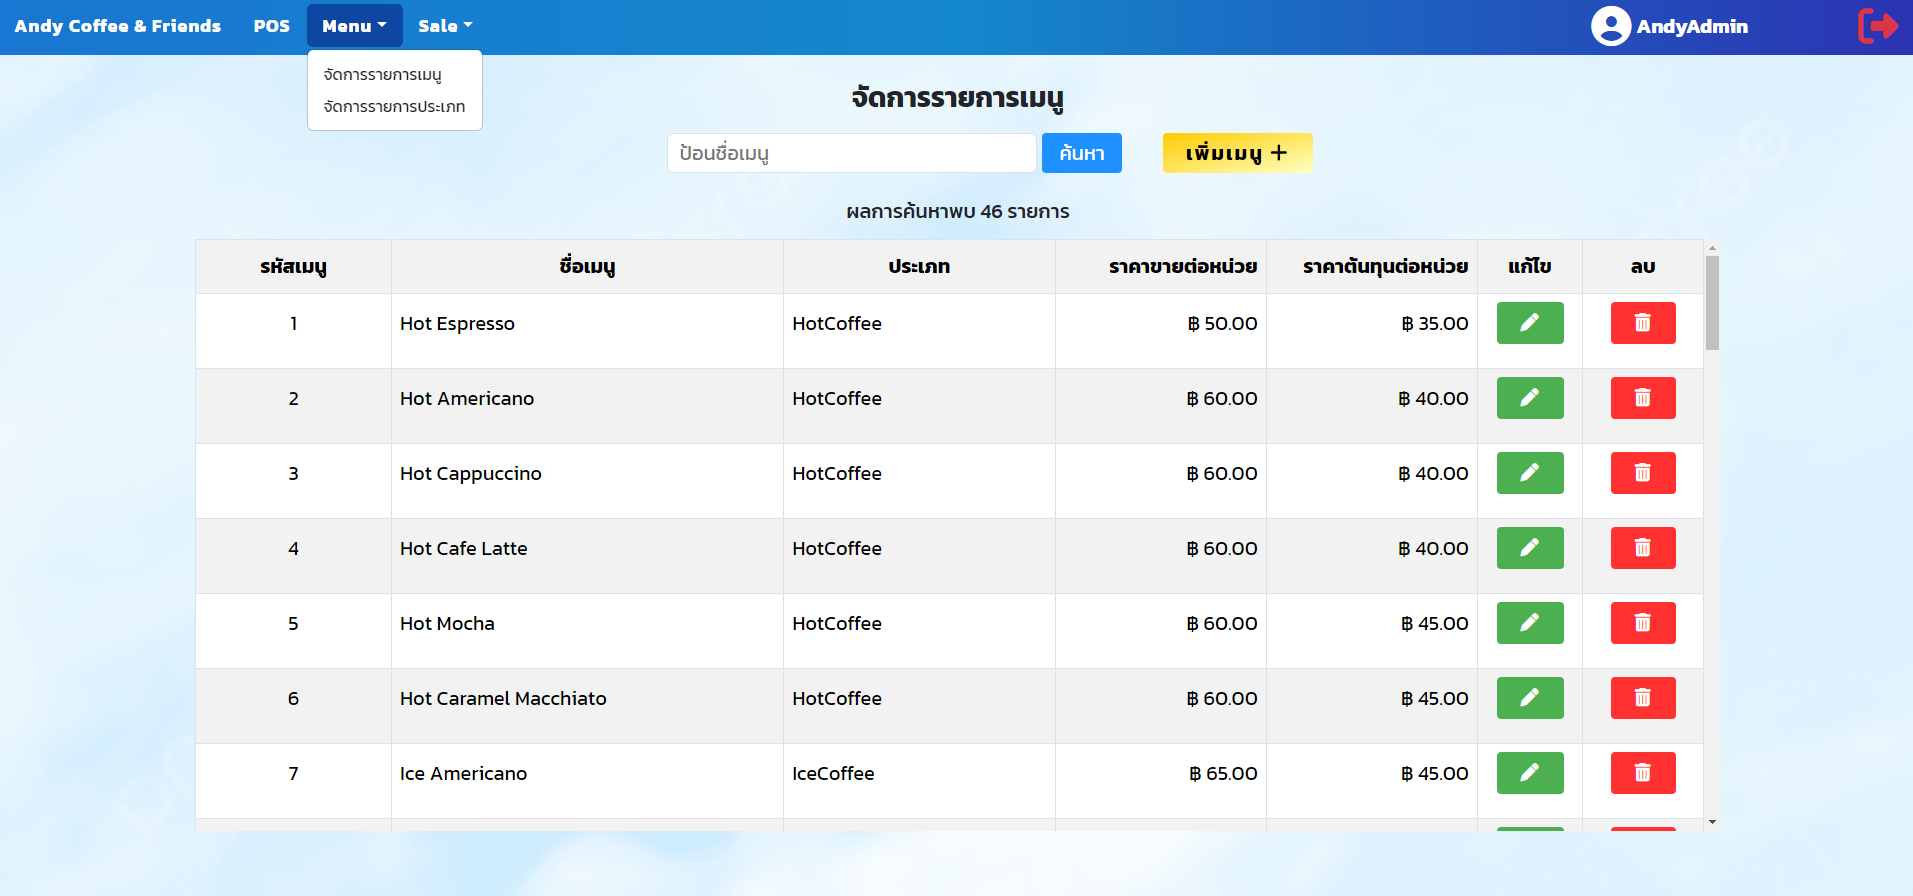 Andy Coffee & Friends POS Menu Sale AndyAdmin
จัดการรายการเมนู
จัดการรายการประเภท
จัดการรายการเมนู
ป้อนชื่อเมนู ค้นหา เพิ่มเมนู +
ผลการค้นหาพบ 46 รายการ
รหัสเมนู ชื่อเมนู ประเภท ราคาขายต่อหน่วย ราคาต้นทุนต่อหน่วย แก้ไข ลบ
1 Hot Espresso HotCoffee ฿ 50.00 ฿ 35.00
2 Hot Americano HotCoffee ฿ 60.00 ฿ 40.00
3 Hot Cappuccino HotCoffee ฿ 60.00 ฿ 40.00
4 Hot Cafe Latte HotCoffee ฿ 60.00 ฿ 40.00
5 Hot Mocha HotCoffee ฿ 60.00 ฿ 45.00
6 Hot Caramel Macchiato HotCoffee ฿ 60.00 ฿ 45.00
7 Ice Americano IceCoffee ฿ 65.00 ฿ 45.00